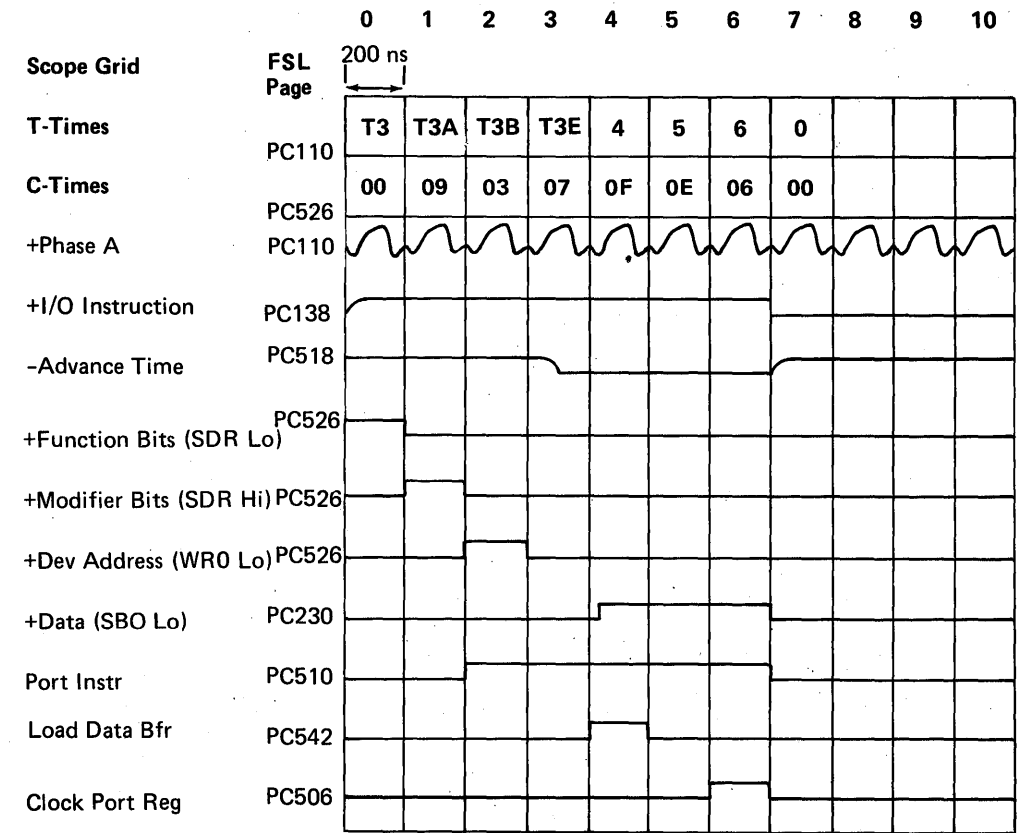 0 1 2 3 4 5 6 7 8 9 10
200 ns
Scope Grid FSL Page
T-Times PC110 T3 T3A T3B T3E 4 5 6 0
C-Times PC526 00 09 03 07 0F 0E 06 00
+Phase A PC110
+I/O Instruction PC138
-Advance Time PC518
+Function Bits (SDR Lo) PC526
+Modifier Bits (SDR Hi) PC526
+Dev Address (WR0 Lo) PC526
+Data (SBO Lo) PC230
Port Instr PC510
Load Data Bfr PC542
Clock Port Reg PC506